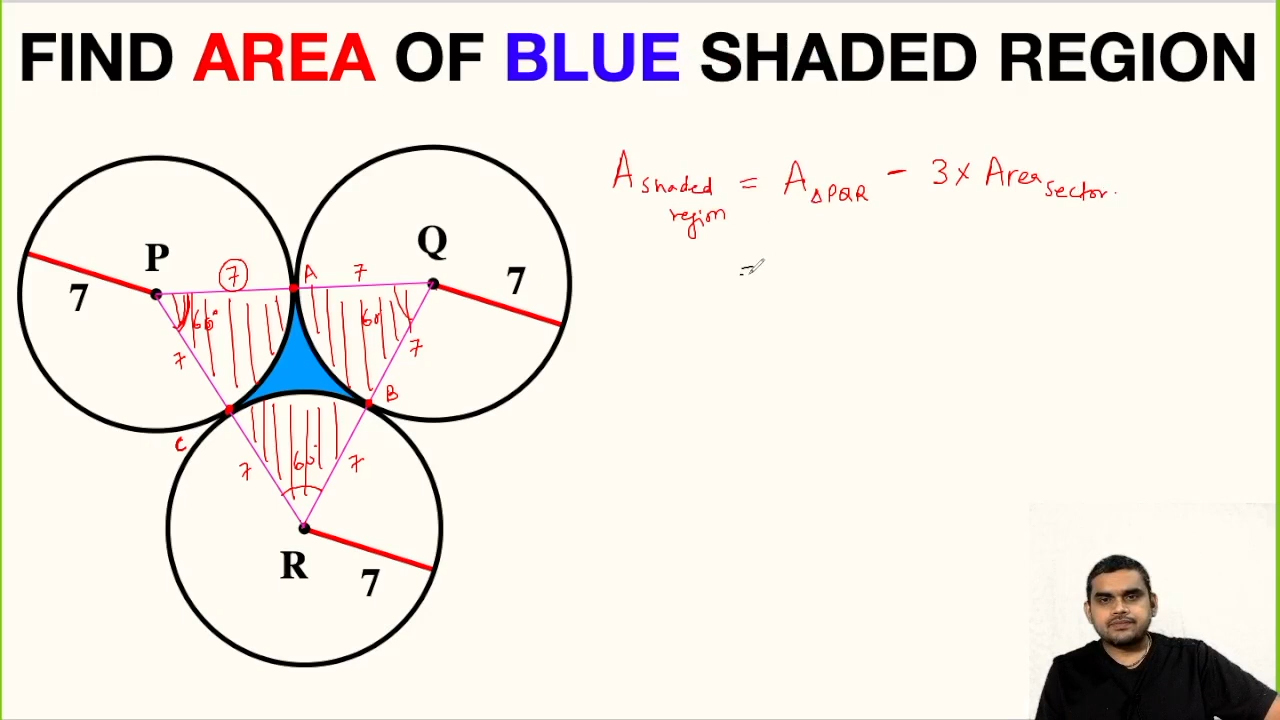 FIND AREA OF BLUE SHADED REGION
A shaded region = A ΔPQR - 3 x Area sector.
=
P
Q
7
7
7
A
7
60°
60°
7
7
B
C
7
60°
7
R
7